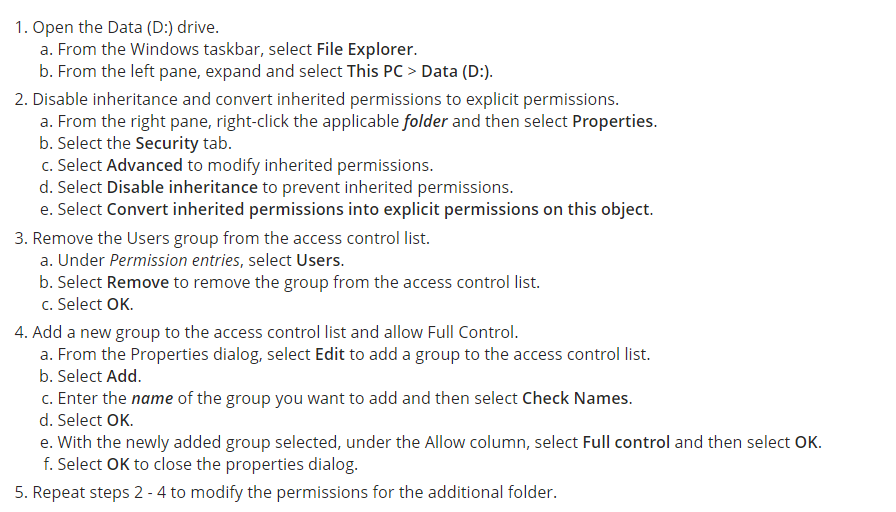 1. Open the Data (D:) drive.
a. From the Windows taskbar, select File Explorer.
b. From the left pane, expand and select This PC > Data (D:).
2. Disable inheritance and convert inherited permissions to explicit permissions.
a. From the right pane, right-click the applicable folder and then select Properties.
b. Select the Security tab.
c. Select Advanced to modify inherited permissions.
d. Select Disable inheritance to prevent inherited permissions.
e. Select Convert inherited permissions into explicit permissions on this object.
3. Remove the Users group from the access control list.
a. Under Permission entries, select Users.
b. Select Remove to remove the group from the access control list.
c. Select OK.
4. Add a new group to the access control list and allow Full Control.
a. From the Properties dialog, select Edit to add a group to the access control list.
b. Select Add.
c. Enter the name of the group you want to add and then select Check Names.
d. Select OK.
e. With the newly added group selected, under the Allow column, select Full control and then select OK.
f. Select OK to close the properties dialog.
5. Repeat steps 2 - 4 to modify the permissions for the additional folder.